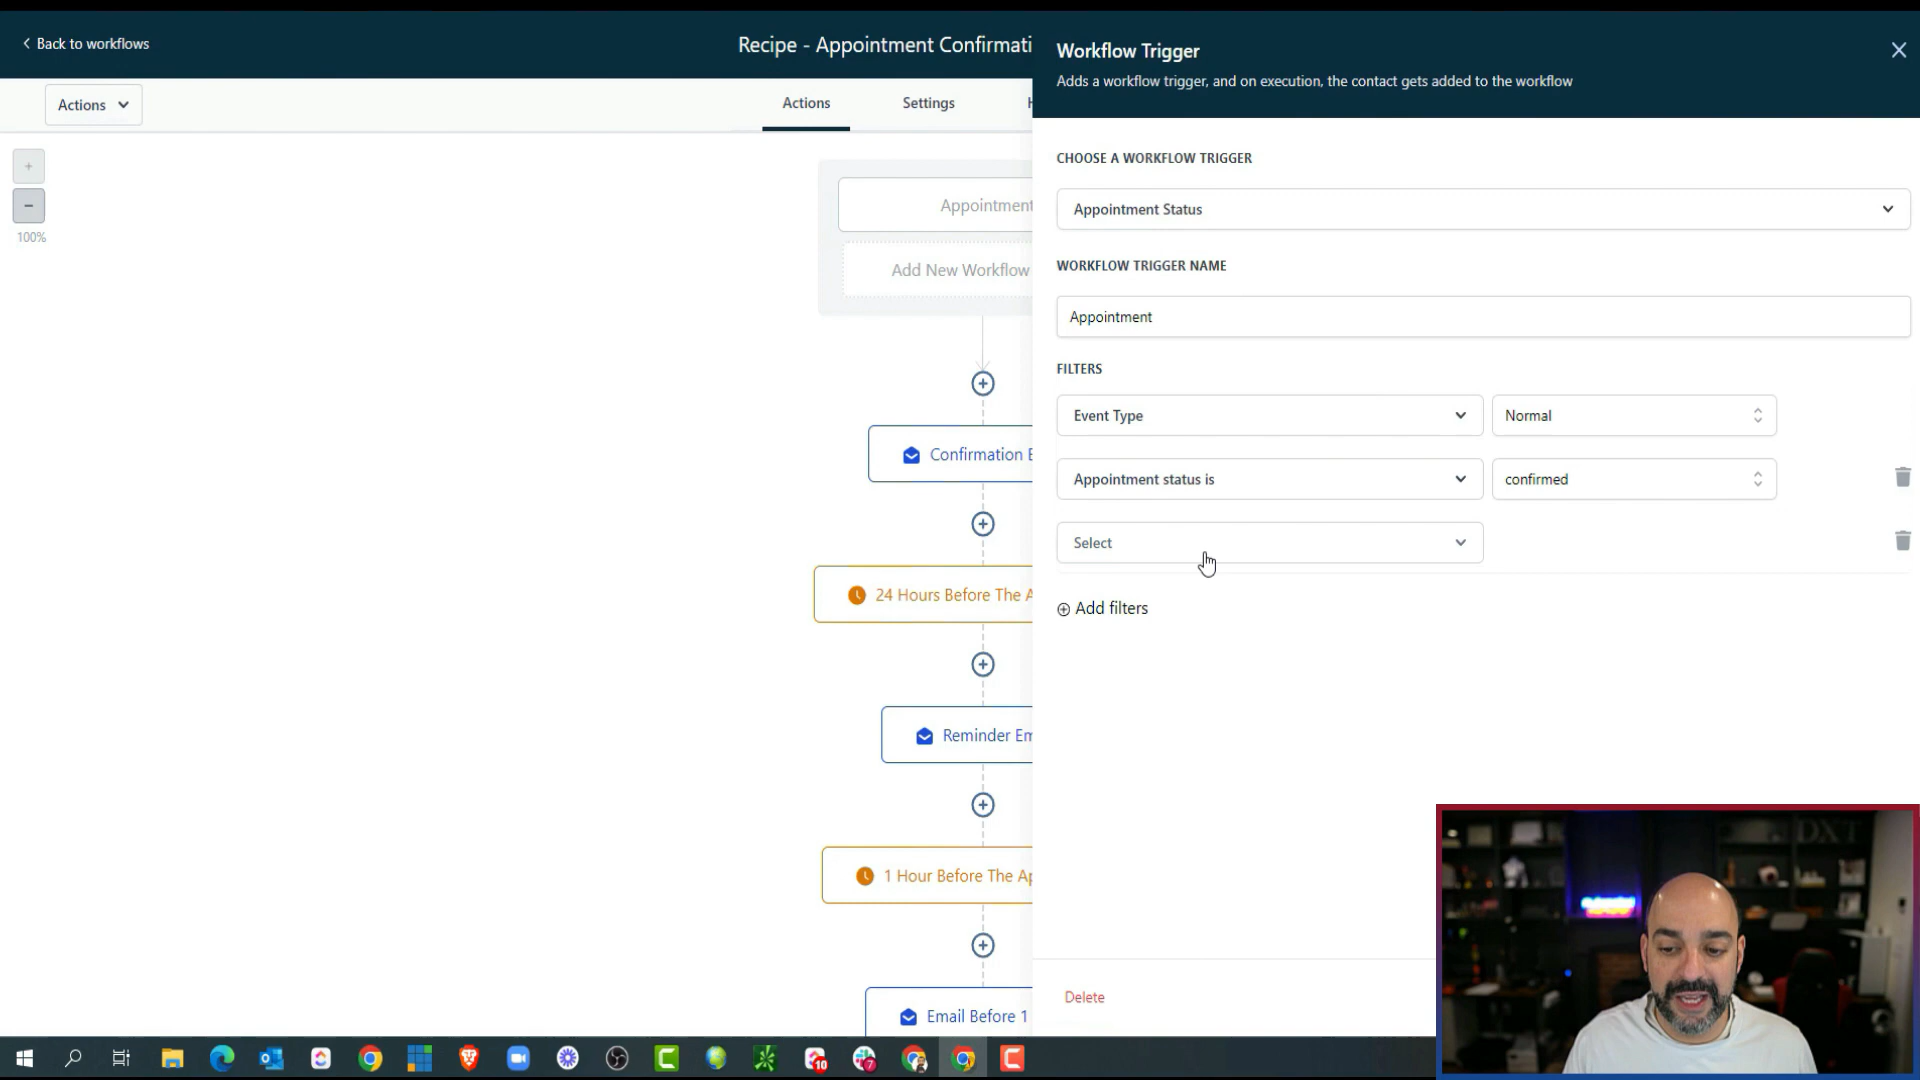 Back to workflows
Recipe - Appointment Confirmati
Actions
Actions
Settings
+
−
100%
Appointment
Add New Workflow
Confirmation E
24 Hours Before The A
Reminder Em
1 Hour Before The Ap
Email Before 1
Workflow Trigger
Adds a workflow trigger, and on execution, the contact gets added to the workflow
CHOOSE A WORKFLOW TRIGGER
Appointment Status
WORKFLOW TRIGGER NAME
Appointment
FILTERS
Event Type
Normal
Appointment status is
confirmed
Select
Add filters
Delete
DXT
10
7